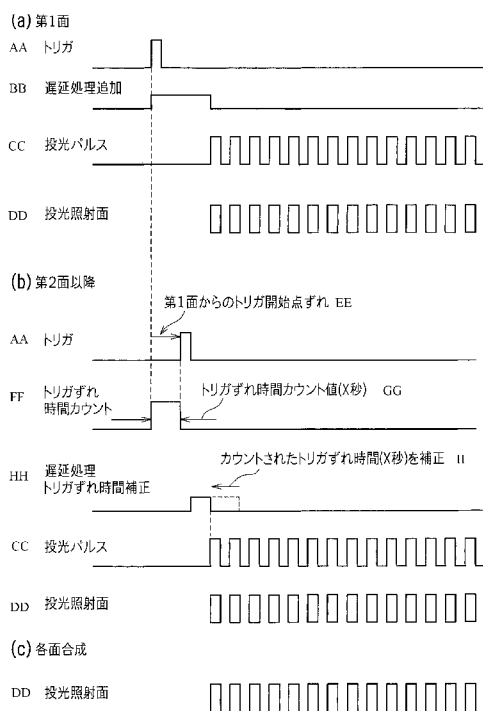 (a) 第1面
AA トリガ
BB 遅延処理追加
CC 投光パルス
DD 投光照射面
(b) 第2面以降
第1面からのトリガ開始点ずれ EE
AA トリガ
FF トリガずれ
時間カウント
トリガずれ時間カウント値(X秒) GG
HH 遅延処理
トリガずれ時間補正
カウントされたトリガずれ時間(X秒)を補正 II
CC 投光パルス
DD 投光照射面
(c) 各面合成
DD 投光照射面